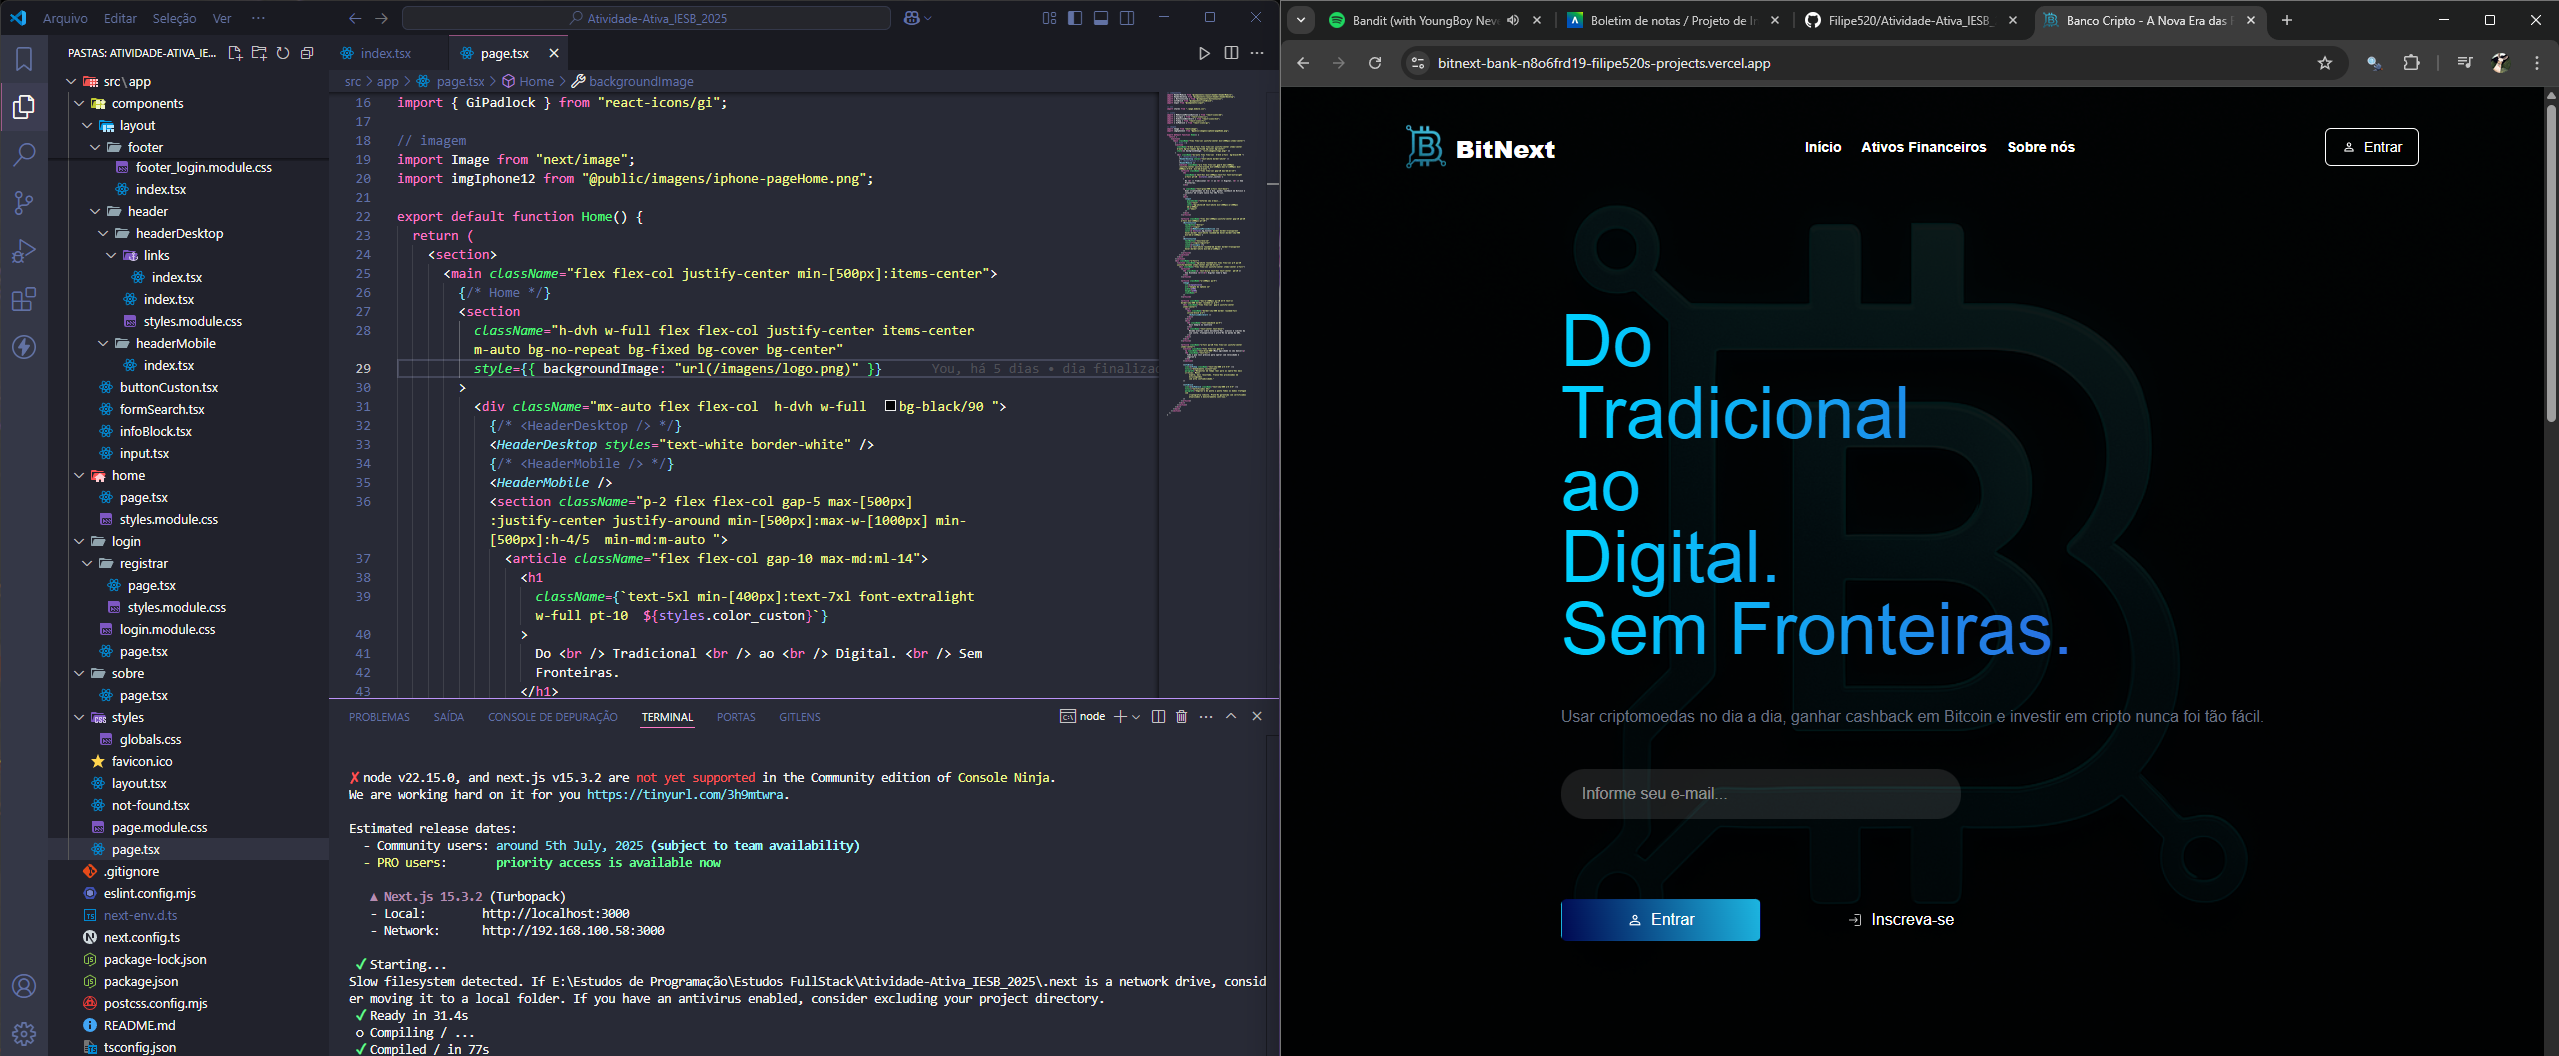 Arquivo Editar Seleção Ver ···
Atividade-Ativa_IESB_2025
PASTAS: ATIVIDADE-ATIVA_IE...
src\app
components
layout
footer
footer_login.module.css
index.tsx
header
headerDesktop
links
index.tsx
index.tsx
styles.module.css
headerMobile
index.tsx
buttonCuston.tsx
formSearch.tsx
infoBlock.tsx
input.tsx
home
page.tsx
styles.module.css
login
registrar
page.tsx
styles.module.css
login.module.css
page.tsx
sobre
page.tsx
styles
globals.css
favicon.ico
layout.tsx
not-found.tsx
page.module.css
page.tsx
.gitignore
eslint.config.mjs
next-env.d.ts
next.config.ts
package-lock.json
package.json
postcss.config.mjs
README.md
tsconfig.json
index.tsx page.tsx
src > app > page.tsx > Home > backgroundImage
16 import { GiPadlock } from "react-icons/gi";
17
18 // imagem
19 import Image from "next/image";
20 import imgIphone12 from "@public/imagens/iphone-pageHome.png";
21
22 export default function Home() {
23 return (
24 <section>
25 <main className="flex flex-col justify-center min-[500px]:items-center">
26 {/* Home */}
27 <section
28 className="h-dvh w-full flex flex-col justify-center items-center
m-auto bg-no-repeat bg-fixed bg-cover bg-center"
29 style={{ backgroundImage: "url(/imagens/logo.png)" }} You, há 5 dias • dia finalizad
30 >
31 <div className="mx-auto flex flex-col  h-dvh w-full  bg-black/90 ">
32 {/* <HeaderDesktop /> */}
33 <HeaderDesktop styles="text-white border-white" />
34 {/* <HeaderMobile /> */}
35 <HeaderMobile />
36 <section className="p-2 flex flex-col gap-5 max-[500px]
:justify-center justify-around min-[500px]:max-w-[1000px] min-
[500px]:h-4/5  min-md:m-auto ">
37 <article className="flex flex-col gap-10 max-md:ml-14">
38 <h1
39 className={`text-5xl min-[400px]:text-7xl font-extralight
w-full pt-10  ${styles.color_custon}`}
40 >
41 Do <br /> Tradicional <br /> ao <br /> Digital. <br /> Sem
42 Fronteiras.
43 </h1>
PROBLEMAS SAÍDA CONSOLE DE DEPURAÇÃO TERMINAL PORTAS GITLENS
node
✘ node v22.15.0, and next.js v15.3.2 are not yet supported in the Community edition of Console Ninja.
We are working hard on it for you https://tinyurl.com/3h9mtwra.
Estimated release dates:
- Community users: around 5th July, 2025 (subject to team availability)
- PRO users: priority access is available now
▲ Next.js 15.3.2 (Turbopack)
- Local: http://localhost:3000
- Network: http://192.168.100.58:3000
✓ Starting...
Slow filesystem detected. If E:\Estudos de Programação\Estudos FullStack\Atividade-Ativa_IESB_2025\.next is a network drive, consid
er moving it to a local folder. If you have an antivirus enabled, consider excluding your project directory.
✓ Ready in 31.4s
○ Compiling / ...
✓ Compiled / in 77s
Bandit (with YoungBoy Nev
Boletim de notas / Projeto de In
Filipe520/Atividade-Ativa_IESB_
Banco Cripto - A Nova Era das F
bitnext-bank-n8o6frd19-filipe520s-projects.vercel.app
BitNext
Início Ativos Financeiros Sobre nós
Entrar
Do
Tradicional
ao
Digital.
Sem Fronteiras.
Usar criptomoedas no dia a dia, ganhar cashback em Bitcoin e investir em cripto nunca foi tão fácil.
Informe seu e-mail...
Entrar
Inscreva-se